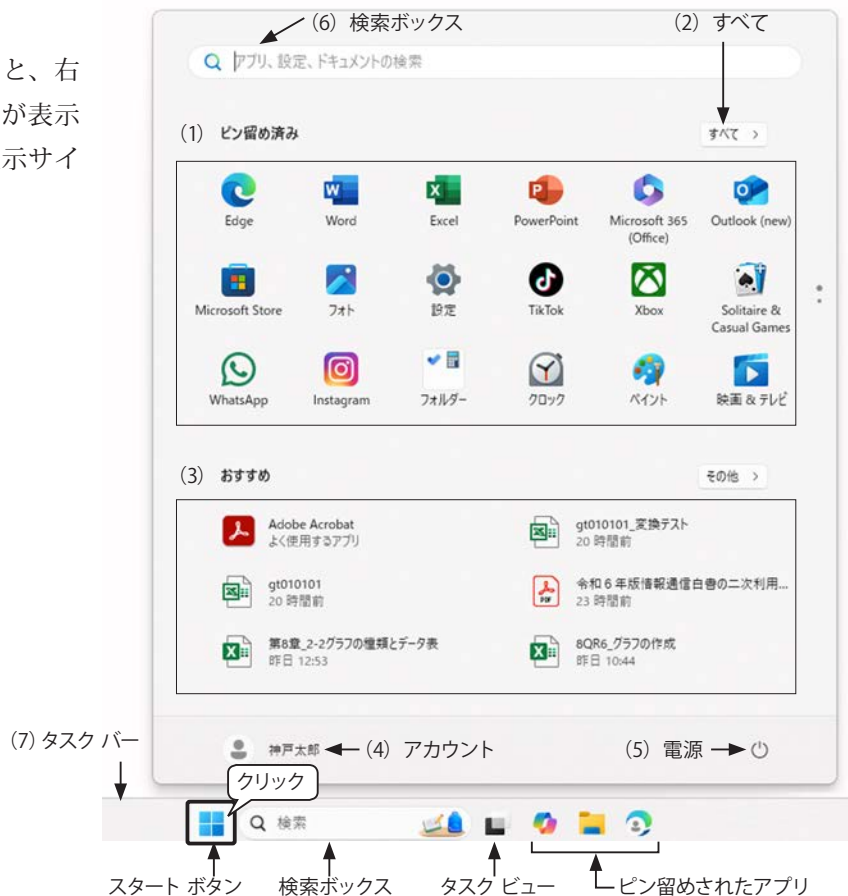 (6) 検索ボックス
(2) すべて
と、右
が表示
示サイ
アプリ、設定、ドキュメントの検索
(1) ピン留め済み
すべて >
Edge
Word
Excel
PowerPoint
Microsoft 365
(Office)
Outlook (new)
Microsoft Store
フォト
設定
TikTok
Xbox
Solitaire &
Casual Games
WhatsApp
Instagram
フォルダー
クロック
ペイント
映画 & テレビ
(3) おすすめ
その他 >
Adobe Acrobat
よく使用するアプリ
gt010101_変換テスト
20 時間前
gt010101
20 時間前
令和 6 年版情報通信白書の二次利用...
23 時間前
第8章_2-2グラフの種類とデータ表
昨日 12:53
8QR6_グラフの作成
昨日 10:44
(7) タスク バー
神戸太郎
(4) アカウント
(5) 電源
クリック
検索
スタート ボタン
検索ボックス
タスク ビュー
ピン留めされたアプリ